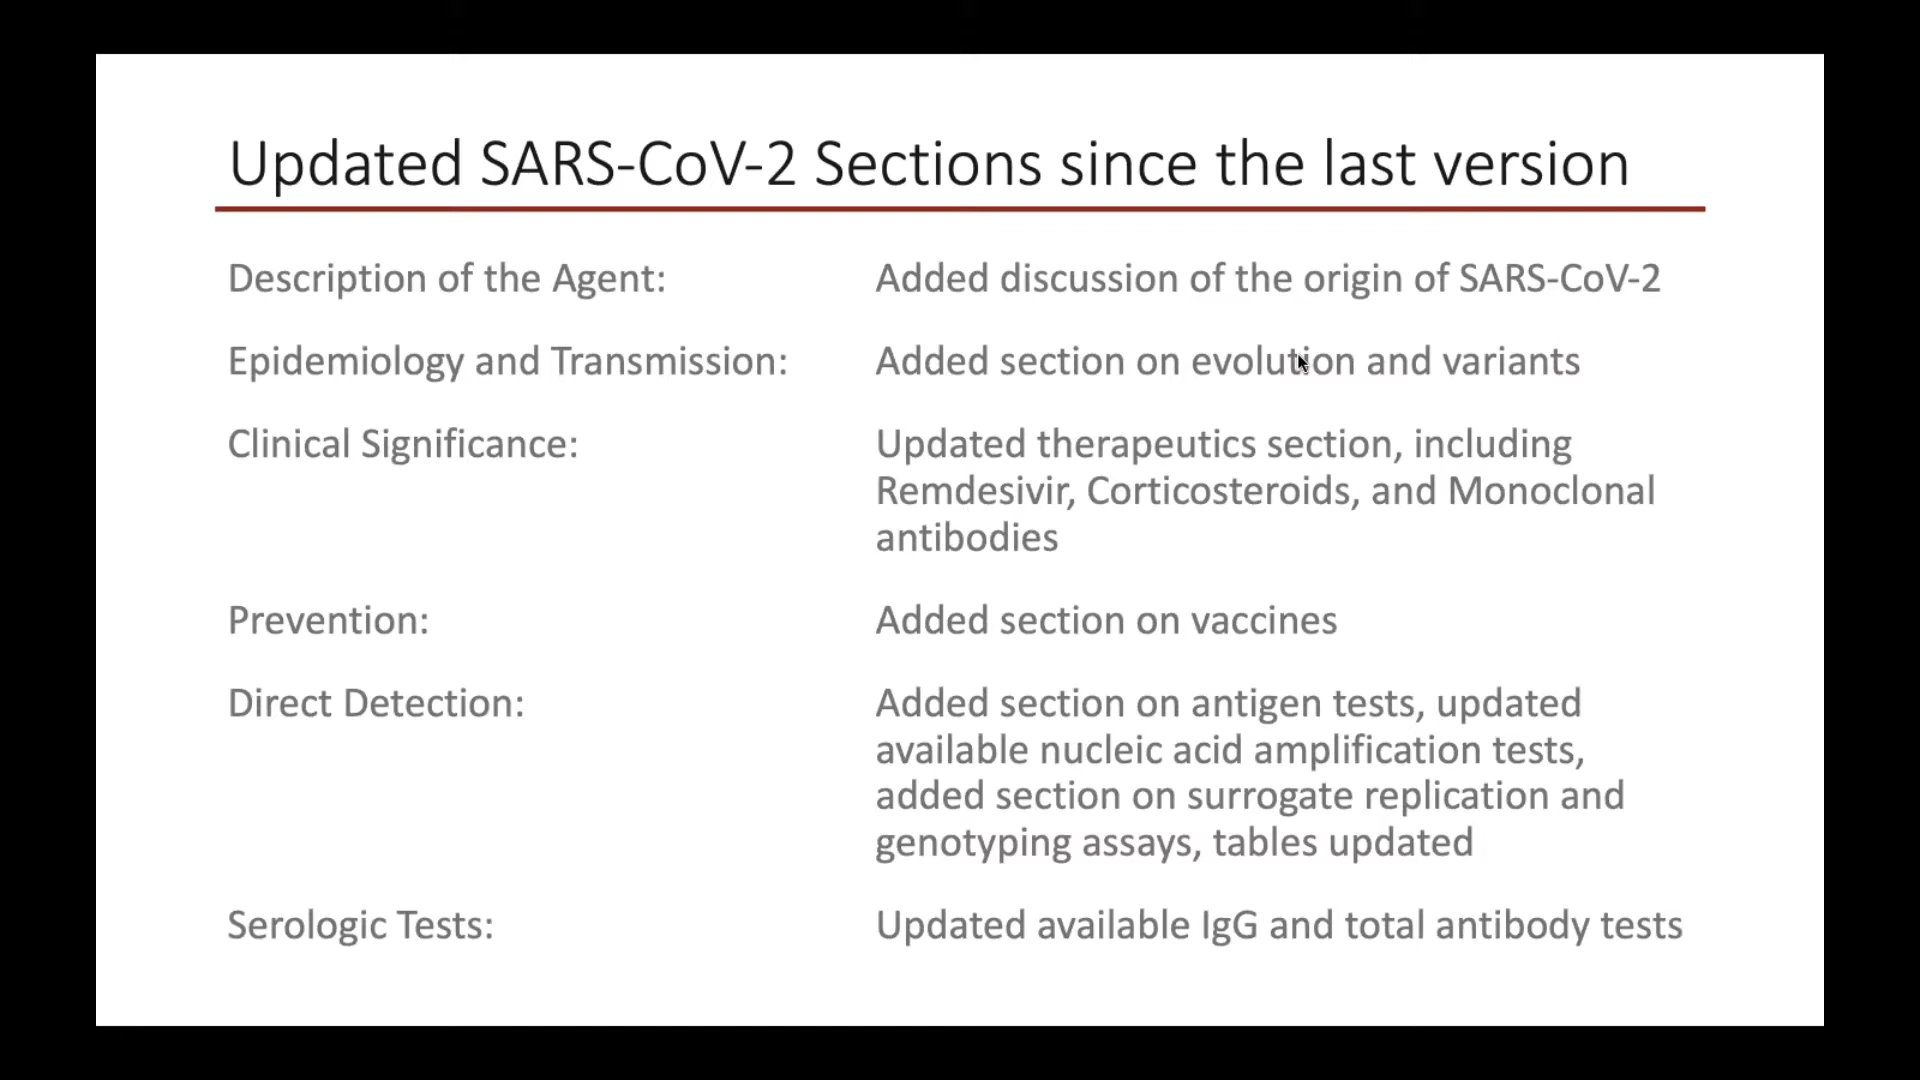 Updated SARS-CoV-2 Sections since the last version
Description of the Agent: Added discussion of the origin of SARS-CoV-2
Epidemiology and Transmission: Added section on evolution and variants
Clinical Significance: Updated therapeutics section, including
Remdesivir, Corticosteroids, and Monoclonal
antibodies
Prevention: Added section on vaccines
Direct Detection: Added section on antigen tests, updated
available nucleic acid amplification tests,
added section on surrogate replication and
genotyping assays, tables updated
Serologic Tests: Updated available IgG and total antibody tests